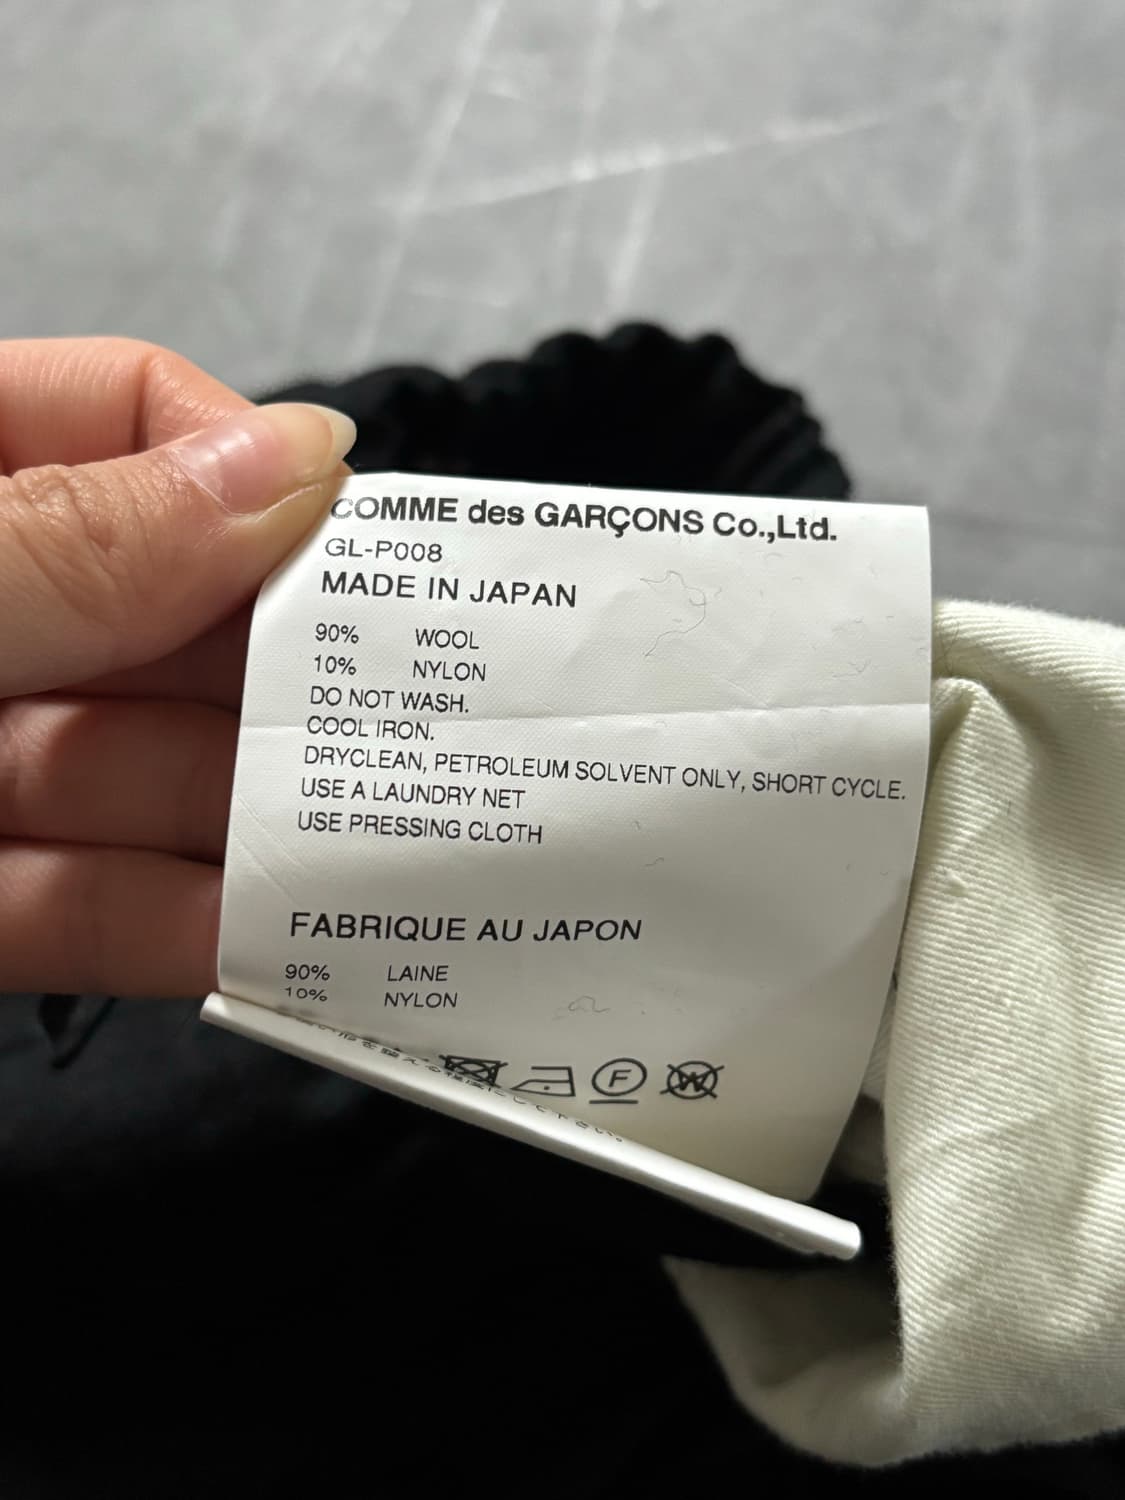 COMME des GARÇONS Co.,Ltd.
GL-P008
MADE IN JAPAN
90% WOOL
10% NYLON
DO NOT WASH.
COOL IRON.
DRYCLEAN, PETROLEUM SOLVENT ONLY, SHORT CYCLE.
USE A LAUNDRY NET
USE PRESSING CLOTH
FABRIQUE AU JAPON
90% LAINE
10% NYLON
F W